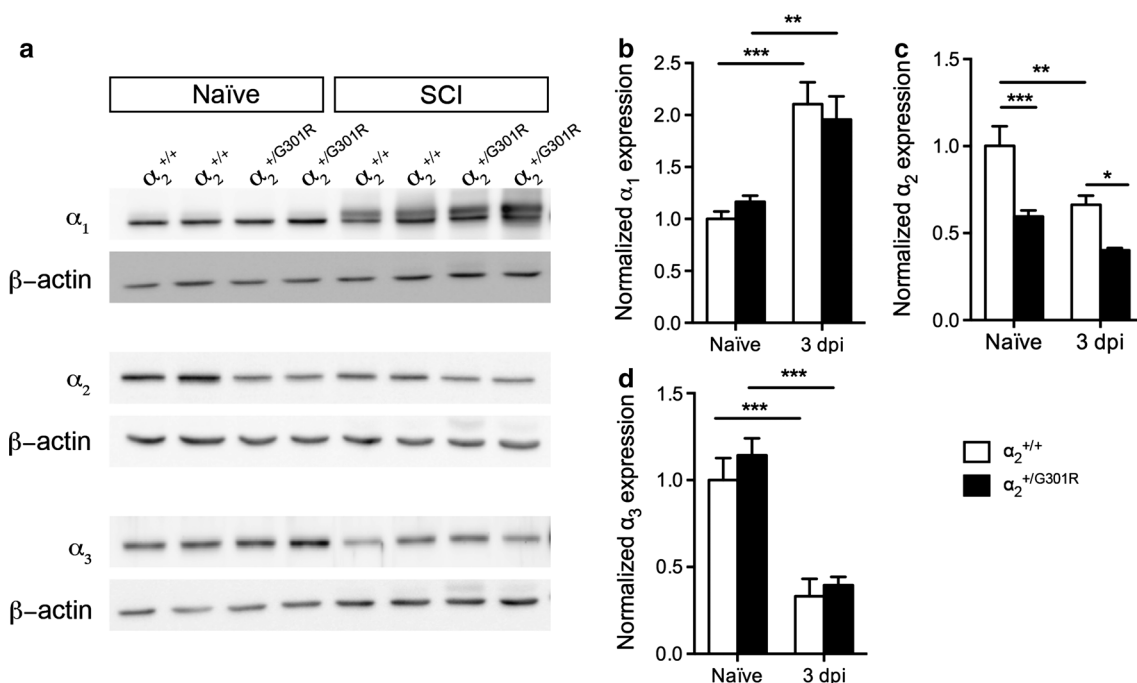 a
Naïve SCI
α2+/+ α2+/+ α2+/G301R α2+/G301R α2+/+ α2+/+ α2+/G301R α2+/G301R
α1
β–actin
α2
β–actin
α3
β–actin
b
** 
***
Normalized α1 expression
2.5
2.0
1.5
1.0
0.5
0.0
Naïve 3 dpi
c
**
***
*
Normalized α2 expression
1.5
1.0
0.5
0.0
Naïve 3 dpi
d
***
***
Normalized α3 expression
1.5
1.0
0.5
0.0
Naïve 3 dpi
α2+/+
α2+/G301R